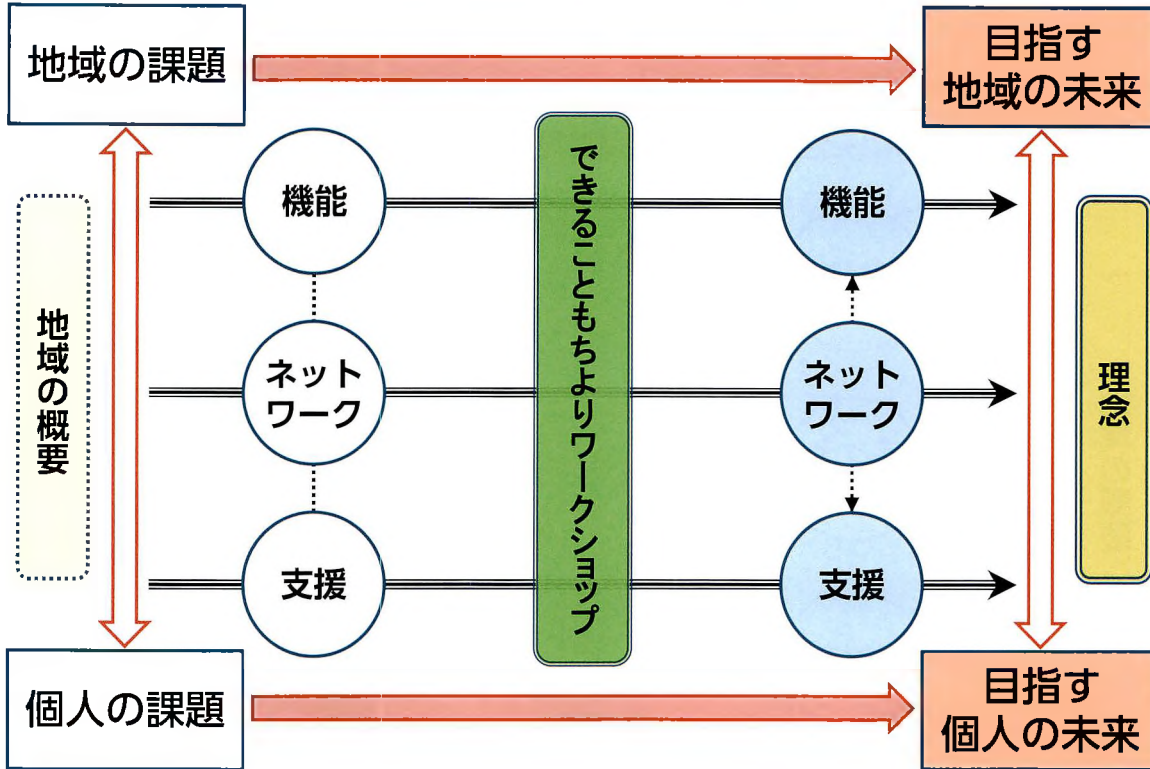 地域の課題
目指す
地域の未来
機能
機能
できることもちよりワークショップ
地域の概要
ネット
ワーク
ネット
ワーク
理念
支援
支援
個人の課題
目指す
個人の未来